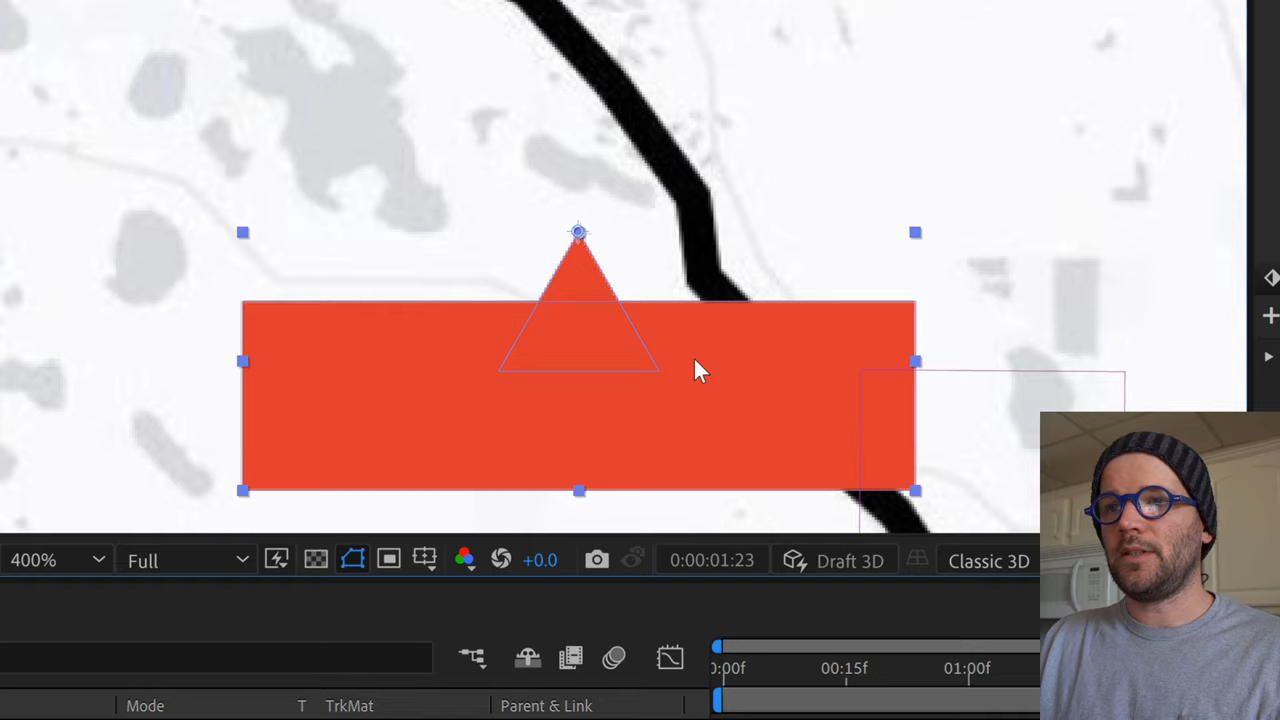 400% Full +0.0 0:00:01:23 Draft 3D Classic 3D
:00f 00:15f 01:00f
Mode T TrkMat Parent & Link